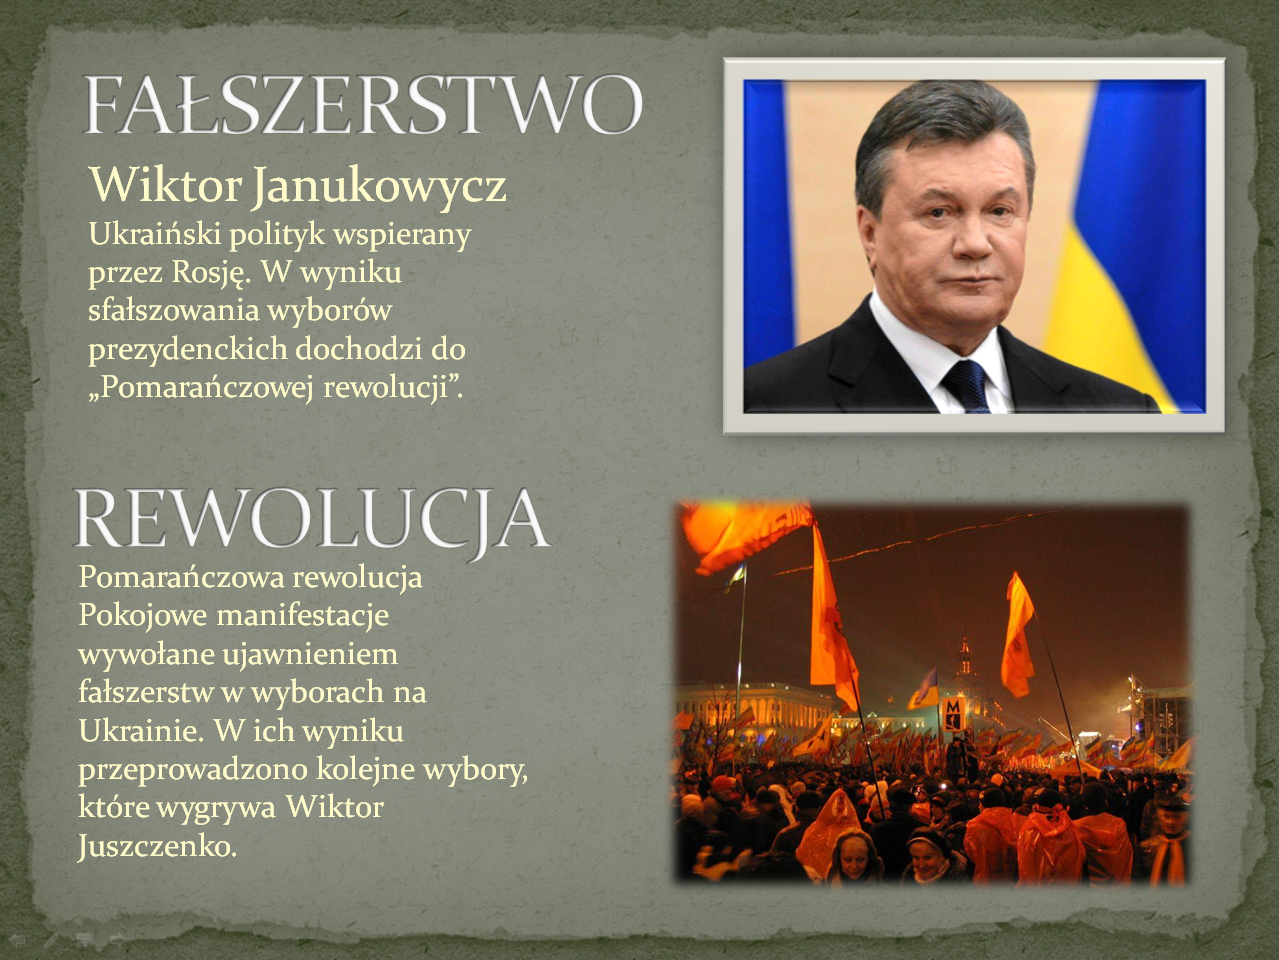 FAŁSZERSTWO
Wiktor Janukowycz
Ukraiński polityk wspierany
przez Rosję. W wyniku
sfałszowania wyborów
prezydenckich dochodzi do
„Pomarańczowej rewolucji”.
REWOLUCJA
Pomarańczowa rewolucja
Pokojowe manifestacje
wywołane ujawnieniem
fałszerstw w wyborach na
Ukrainie. W ich wyniku
przeprowadzono kolejne wybory,
które wygrywa Wiktor
Juszczenko.
M